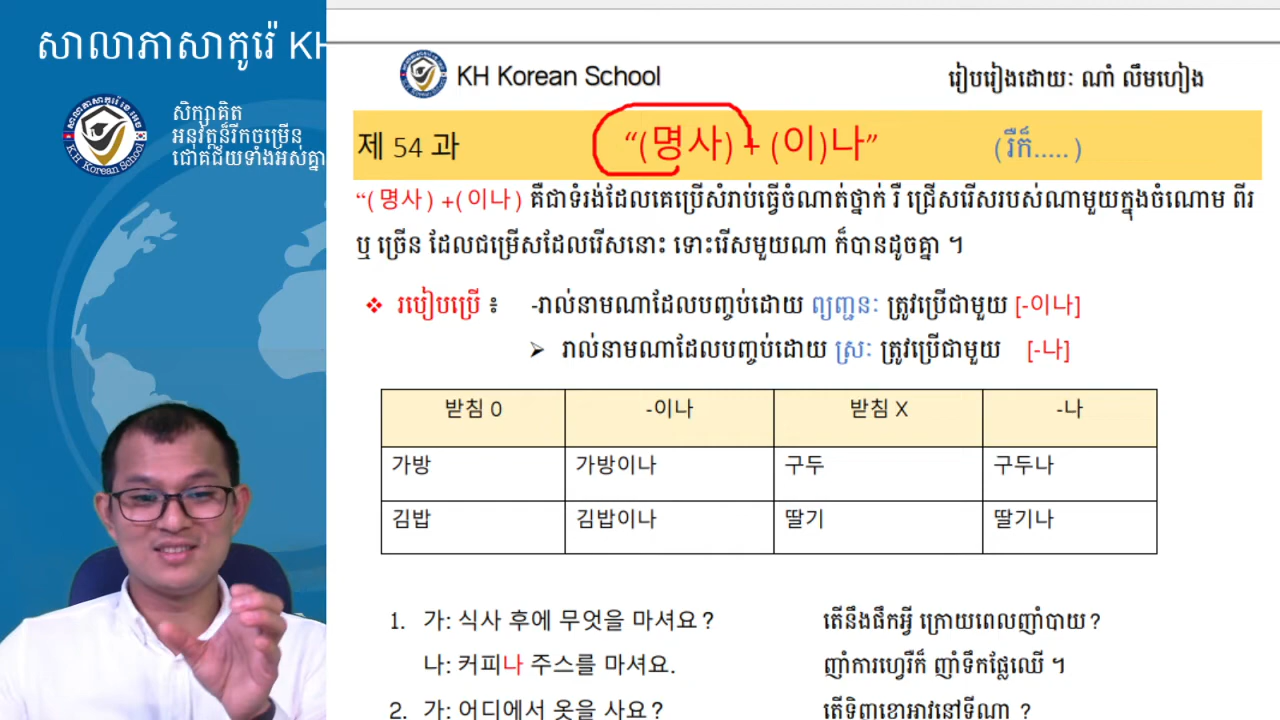 សាលាភាសាកូរ៉េ KH
សិក្សាគិត
អនុវត្តន៍រីកចម្រើន
ជោគជ័យទាំងអស់គ្នា
KH Korean School
រៀបរៀងដោយ: ណាំ លឹមហៀង
제 54 과 “(명사) + (이)나” (រឺក៏.....)
“(명사) +(이나) គឺជាទំរង់ដែលគេប្រើសំរាប់ធ្វើចំណាត់ថ្នាក់ រឺ ជ្រើសរើសរបស់ណាមួយក្នុងចំណោម ពីរ
ឬ ច្រើន ដែលជម្រើសដែលរើសនោះ ទោះរើសមួយណា ក៏បានដូចគ្នា ។
❖ របៀបប្រើ ៖ -រាល់នាមណាដែលបញ្ចប់ដោយ ព្យញ្ជនៈ ត្រូវប្រើជាមួយ [-이나]
➢ រាល់នាមណាដែលបញ្ចប់ដោយ ស្រៈ ត្រូវប្រើជាមួយ [-나]
받침 0 -이나 받침 X -나
가방 가방이나 구두 구두나
김밥 김밥이나 딸기 딸기나
1. 가: 식사 후에 무엇을 마셔요? តើនឹងផឹកអ្វី ក្រោយពេលញាំបាយ?
나: 커피나 주스를 마셔요. ញាំការហ្វេរឺក៏ ញាំទឹកផ្លែឈើ ។
2. 가: 어디에서 옷을 사요? តើទិញខោអាវនៅទីណា ?